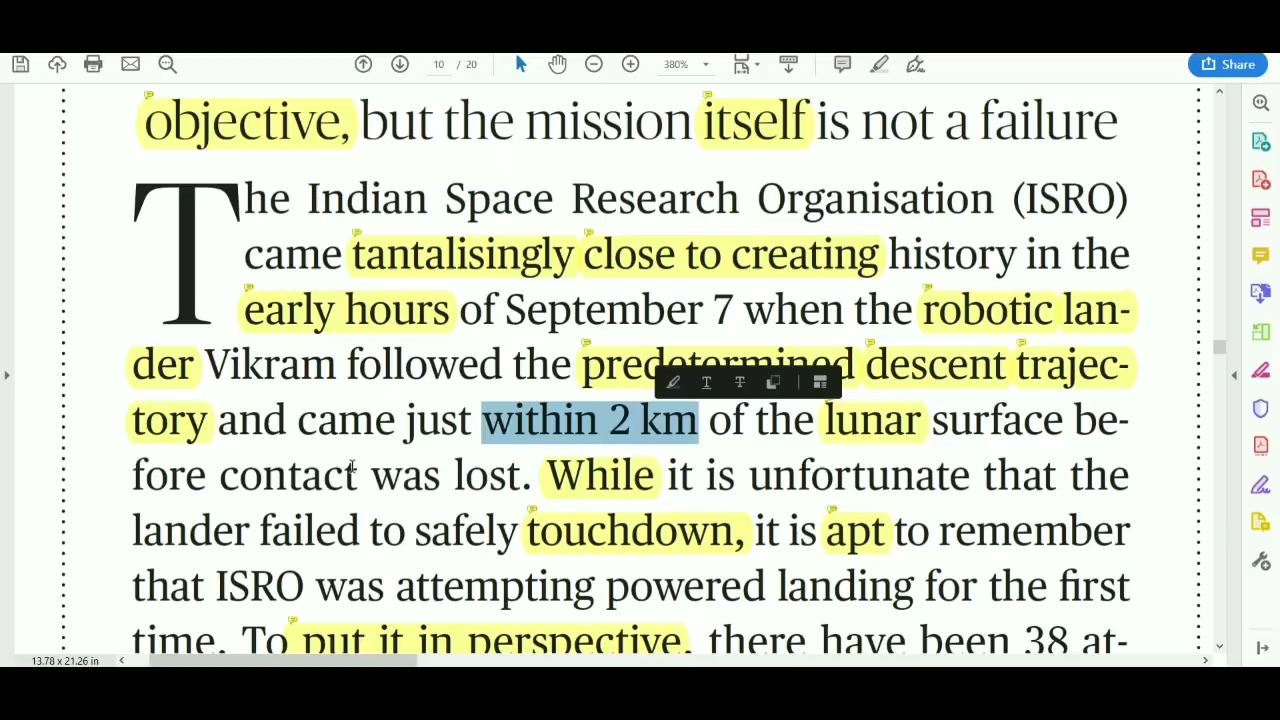 10 / 20
380%
Share
objective, but the mission itself is not a failure
The Indian Space Research Organisation (ISRO)
came tantalisingly close to creating history in the
early hours of September 7 when the robotic lan-
der Vikram followed the predetermined descent trajec-
tory and came just within 2 km of the lunar surface be-
fore contact was lost. While it is unfortunate that the
lander failed to safely touchdown, it is apt to remember
that ISRO was attempting powered landing for the first
time. To put it in perspective, there have been 38 at-
13.78 x 21.26 in